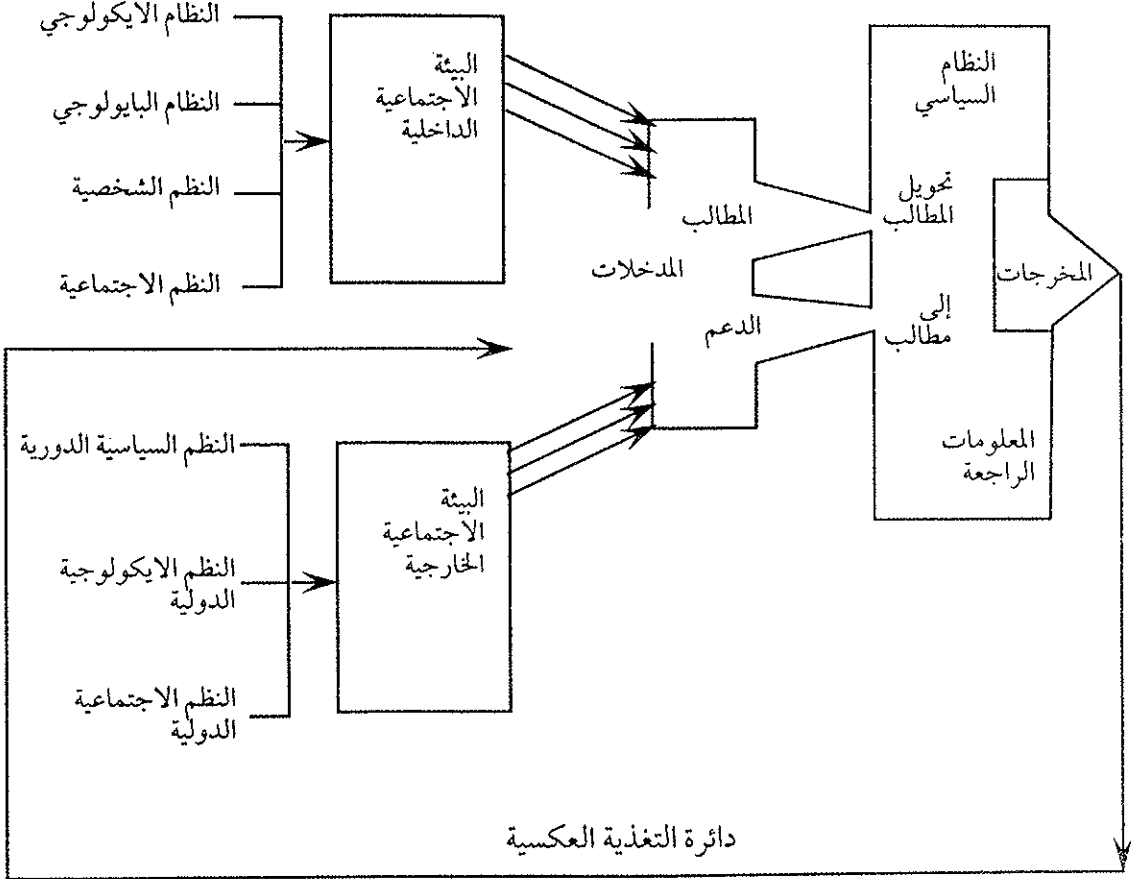 النظام الايكولوجي
النظام البايولوجي
النظم الشخصية
النظم الاجتماعية
البيئة
الاجتماعية
الداخلية
المطالب
المدخلات
الدعم
النظام
السياسي
تحويل
المطالب
إلى
مطالب
المخرجات
المعلومات
الراجعة
النظم السياسية الدورية
النظم الايكولوجية
الدولية
النظم الاجتماعية
الدولية
البيئة
الاجتماعية
الخارجية
دائرة التغذية العكسية